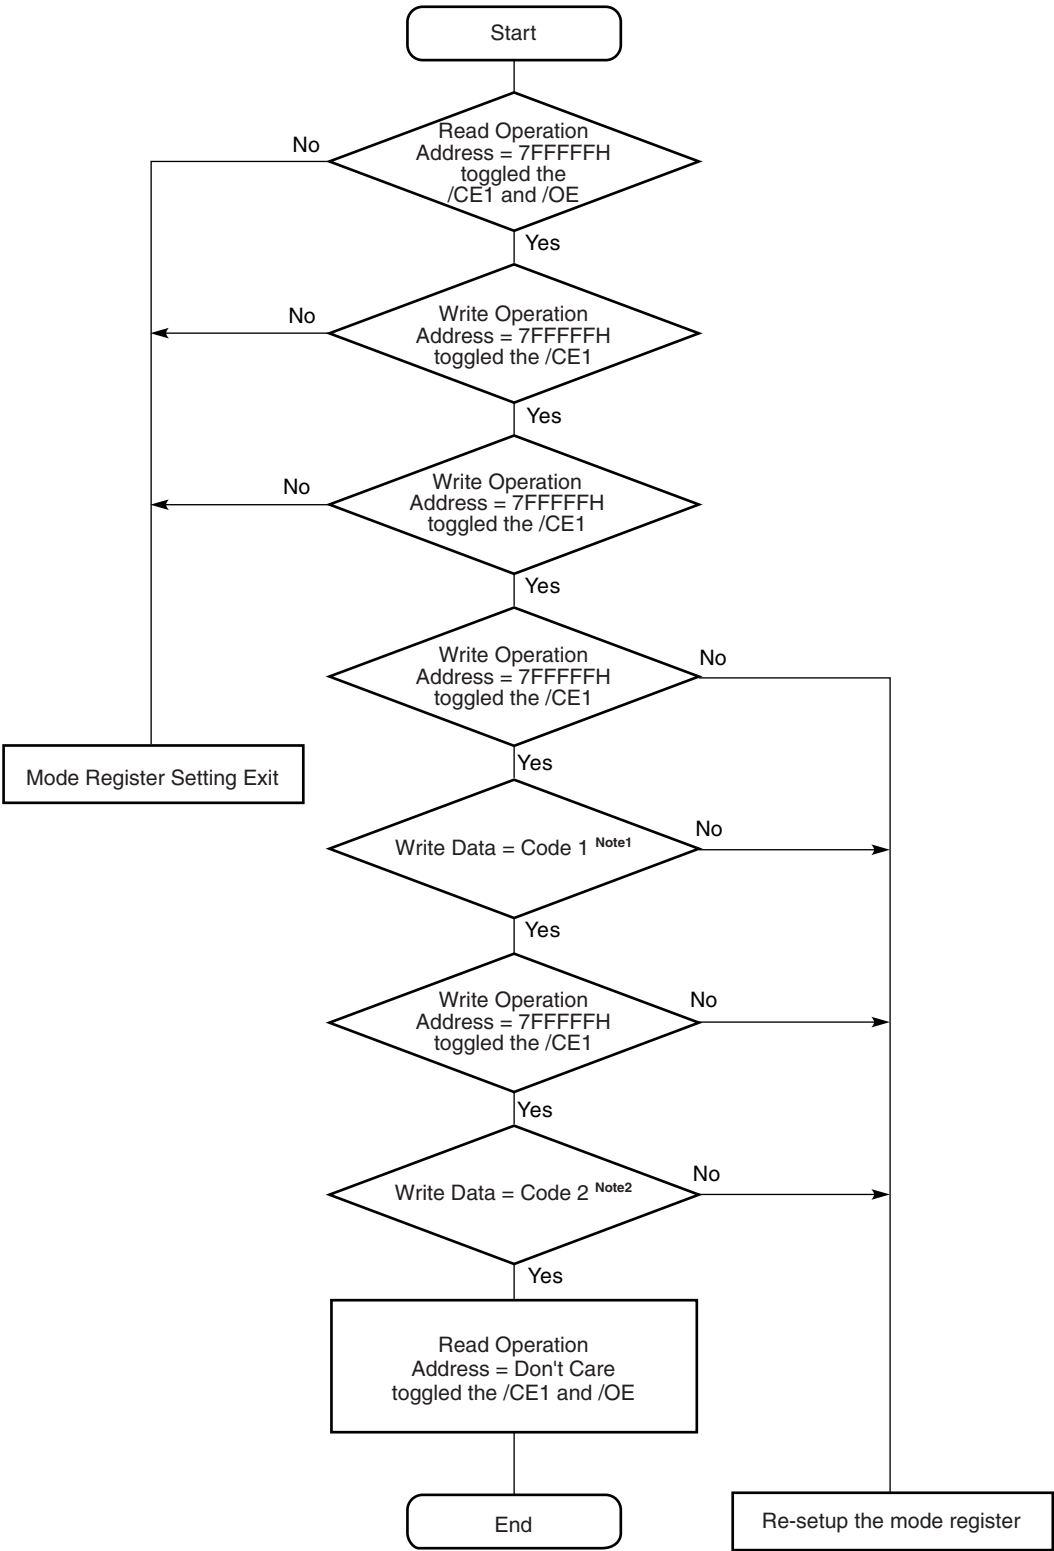 Start
Read Operation
Address = 7FFFFFH
toggled the
/CE1 and /OE
No
Yes
Write Operation
Address = 7FFFFFH
toggled the /CE1
No
Yes
Write Operation
Address = 7FFFFFH
toggled the /CE1
No
Yes
Write Operation
Address = 7FFFFFH
toggled the /CE1
No
Yes
Mode Register Setting Exit
Write Data = Code 1 Note1
No
Yes
Write Operation
Address = 7FFFFFH
toggled the /CE1
No
Yes
Write Data = Code 2 Note2
No
Yes
Read Operation
Address = Don't Care
toggled the /CE1 and /OE
End
Re-setup the mode register